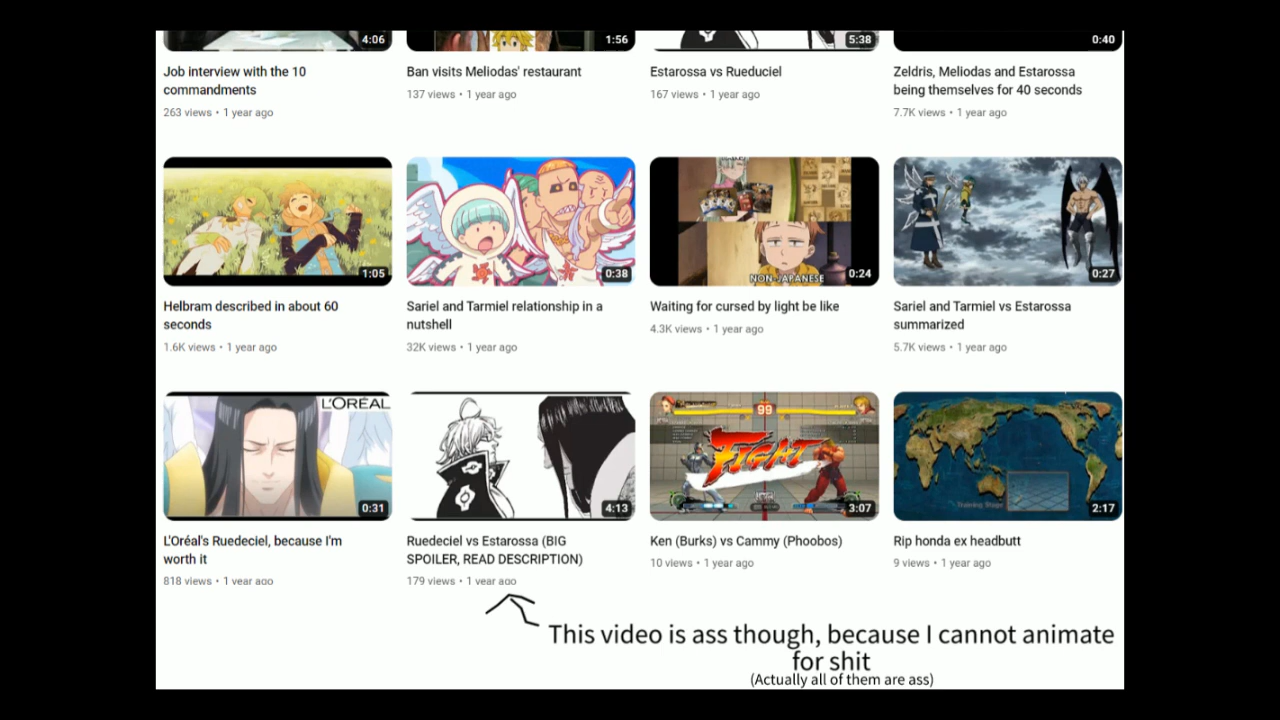 4:06
1:56
5:38
0:40
Job interview with the 10
commandments
263 views • 1 year ago
Ban visits Meliodas' restaurant
137 views • 1 year ago
Estarossa vs Rueduciel
167 views • 1 year ago
Zeldris, Meliodas and Estarossa
being themselves for 40 seconds
7.7K views • 1 year ago
1:05
0:38
NON-JAPANESE
0:24
0:27
Helbram described in about 60
seconds
1.6K views • 1 year ago
Sariel and Tarmiel relationship in a
nutshell
32K views • 1 year ago
Waiting for cursed by light be like
4.3K views • 1 year ago
Sariel and Tarmiel vs Estarossa
summarized
5.7K views • 1 year ago
L'ORÉAL
0:31
4:13
99
FIGHT
3:07
Training Stage
2:17
L'Oréal's Ruedeciel, because I'm
worth it
818 views • 1 year ago
Ruedeciel vs Estarossa (BIG
SPOILER, READ DESCRIPTION)
179 views • 1 year ago
Ken (Burks) vs Cammy (Phoobos)
10 views • 1 year ago
Rip honda ex headbutt
9 views • 1 year ago
This video is ass though, because I cannot animate
for shit
(Actually all of them are ass)